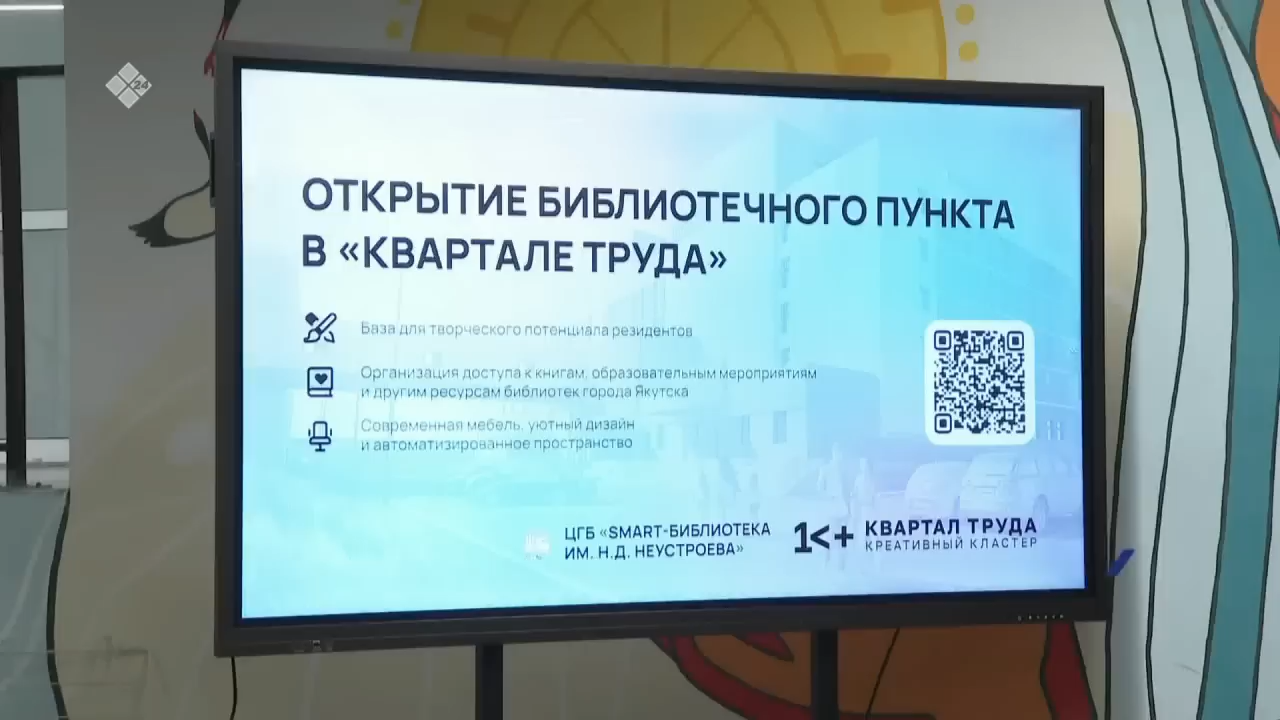 24
ОТКРЫТИЕ БИБЛИОТЕЧНОГО ПУНКТА
В «КВАРТАЛЕ ТРУДА»
База для творческого потенциала резидентов
Организация доступа к книгам, образовательным мероприятиям
и другим ресурсам библиотек города Якутска
Современная мебель, уютный дизайн
и автоматизированное пространство
ЦГБ «SMART-БИБЛИОТЕКА
ИМ. Н.Д. НЕУСТРОЕВА»
1<+ КВАРТАЛ ТРУДА
КРЕАТИВНЫЙ КЛАСТЕР